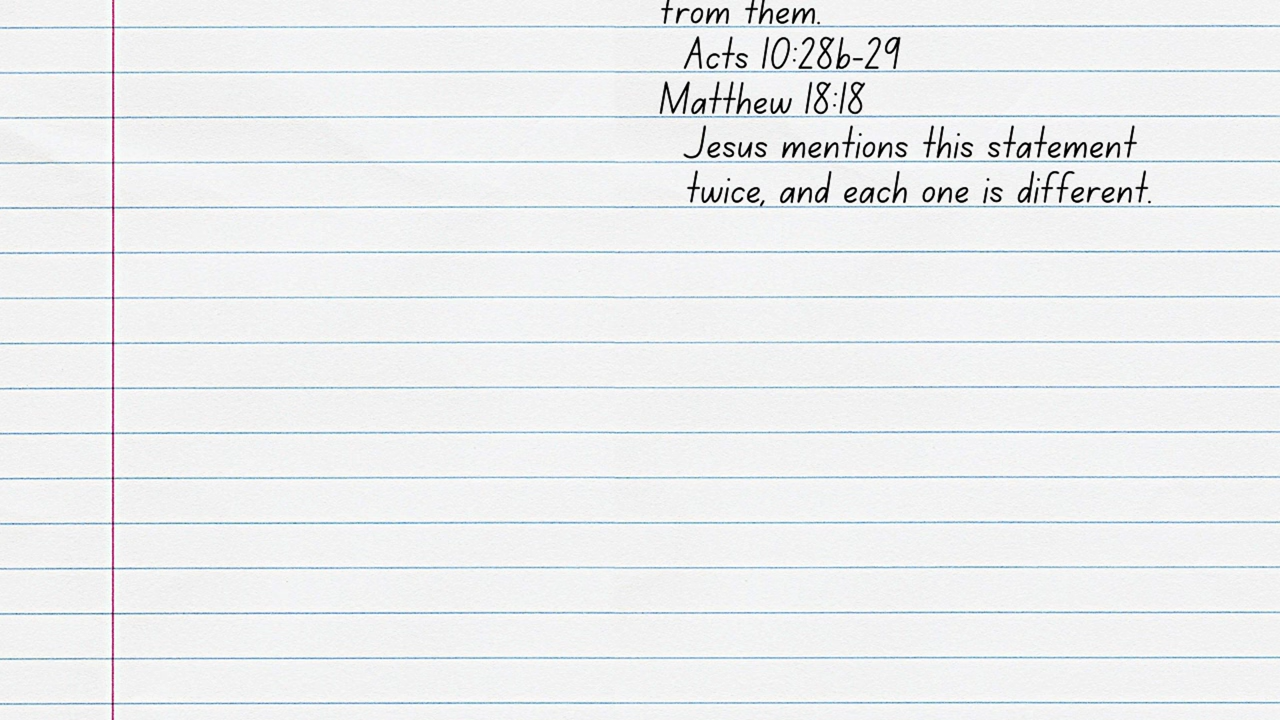 from them.
Acts 10:28b-29
Matthew 18:18
Jesus mentions this statement
twice, and each one is different.